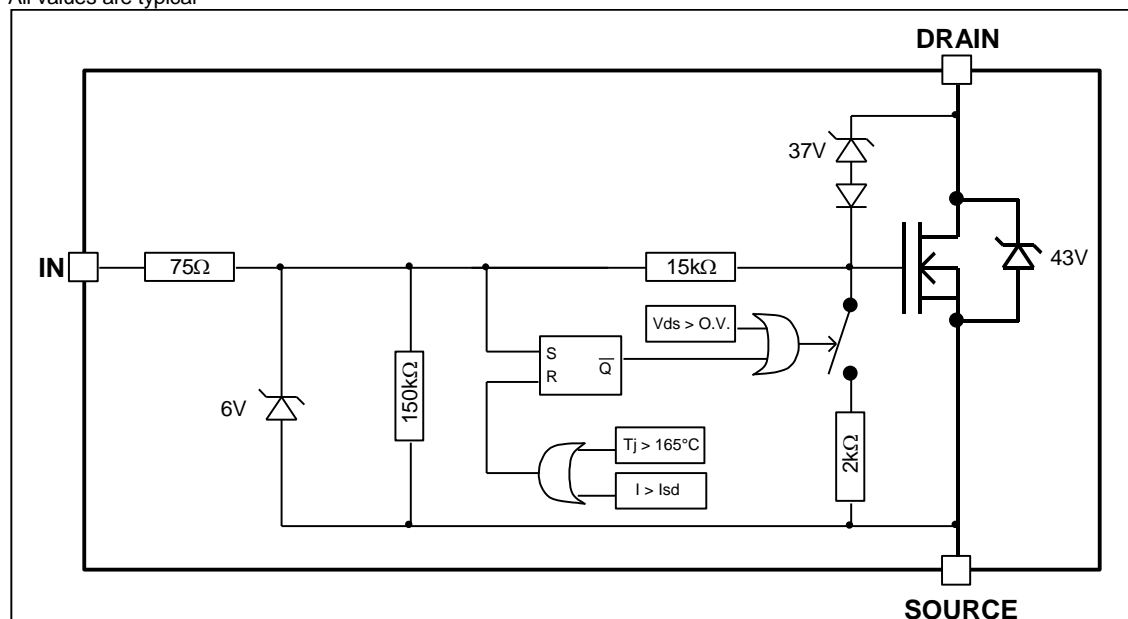 All values are typical
DRAIN
37V
IN
75Ω
15kΩ
43V
Vds > O.V.
S
R
Q̅
150kΩ
6V
Tj > 165°C
I > Isd
2kΩ
SOURCE